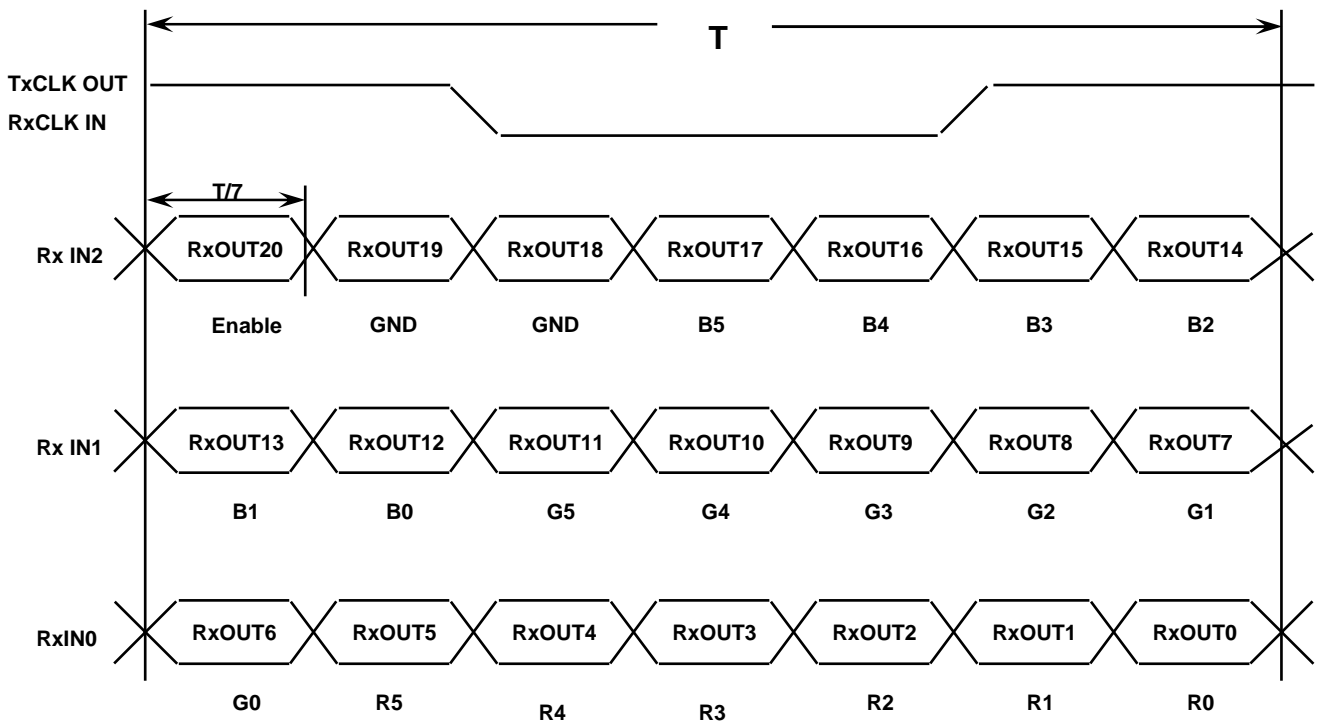 T
TxCLK OUT
RxCLK IN
T/7
Rx IN2 RxOUT20 RxOUT19 RxOUT18 RxOUT17 RxOUT16 RxOUT15 RxOUT14
Enable GND GND B5 B4 B3 B2
Rx IN1 RxOUT13 RxOUT12 RxOUT11 RxOUT10 RxOUT9 RxOUT8 RxOUT7
B1 B0 G5 G4 G3 G2 G1
RxIN0 RxOUT6 RxOUT5 RxOUT4 RxOUT3 RxOUT2 RxOUT1 RxOUT0
G0 R5 R4 R3 R2 R1 R0